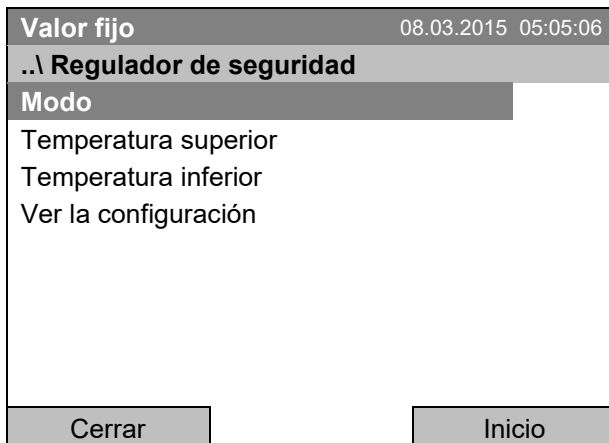 Valor fijo 08.03.2015 05:05:06
..\ Regulador de seguridad
Modo
Temperatura superior
Temperatura inferior
Ver la configuración
Cerrar Inicio